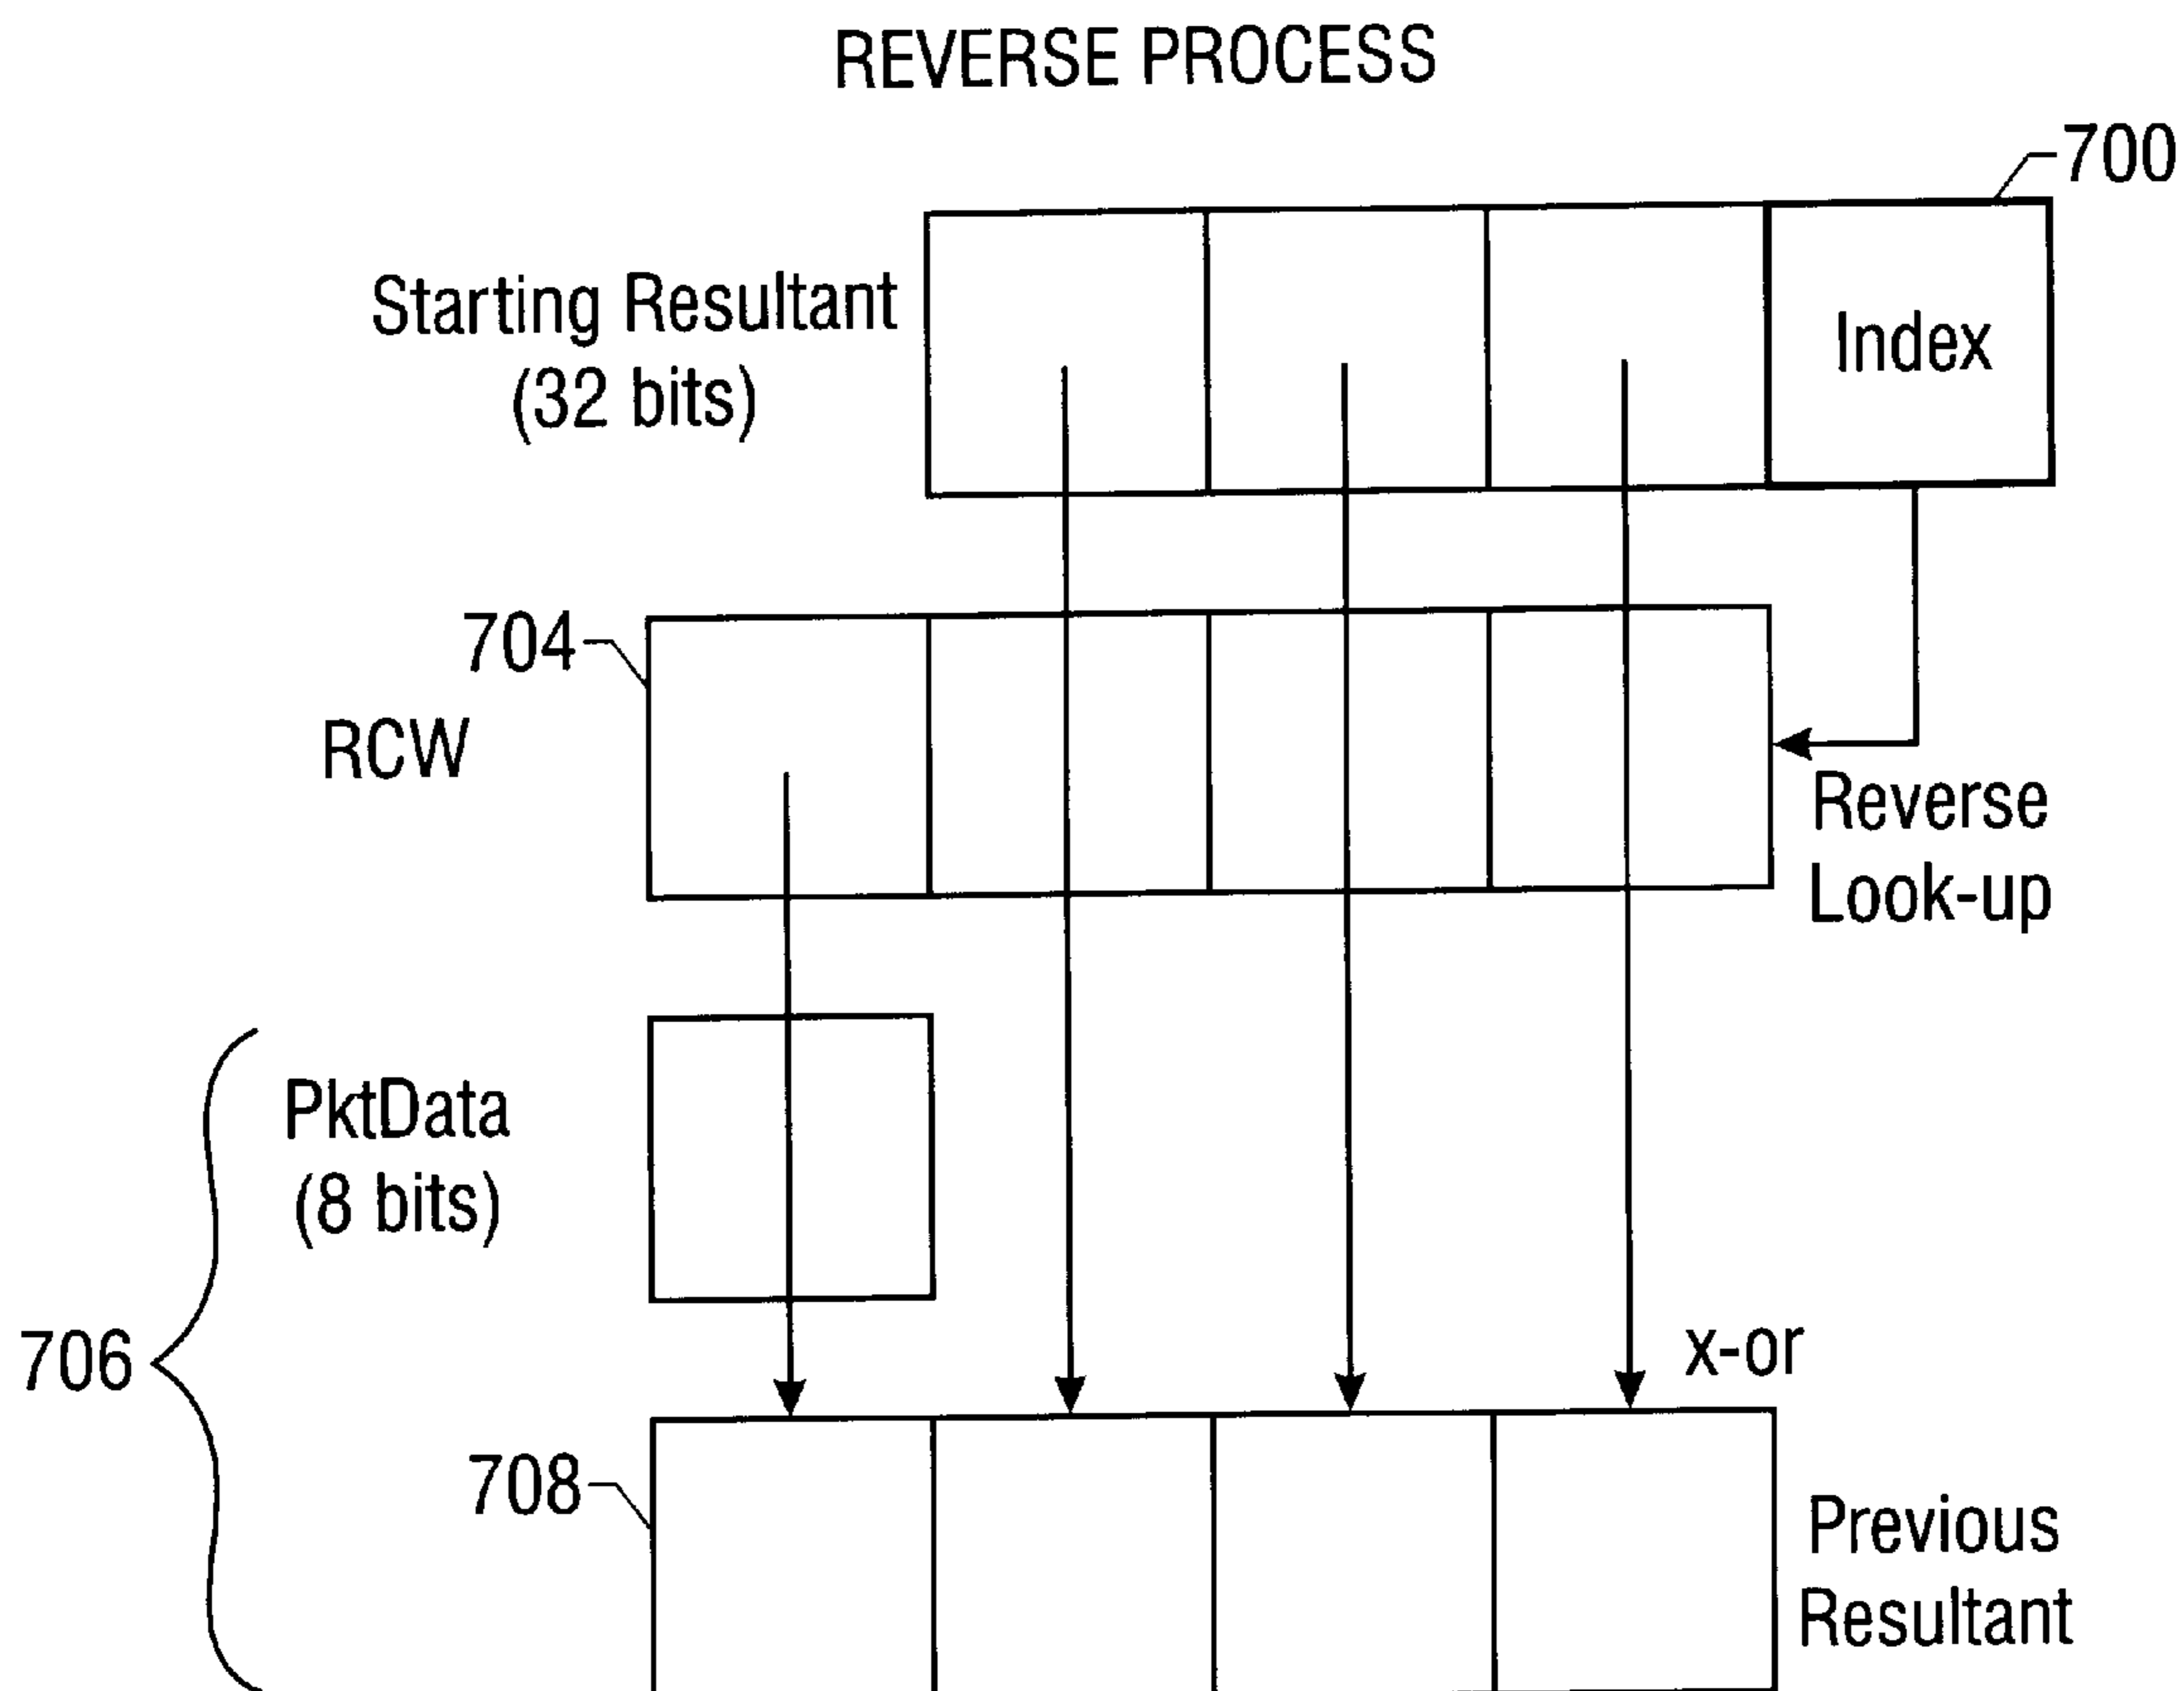 REVERSE PROCESS
700
Starting Resultant
(32 bits)
Index
704
RCW
Reverse
Look-up
PktData
(8 bits)
706
x-or
708
Previous
Resultant